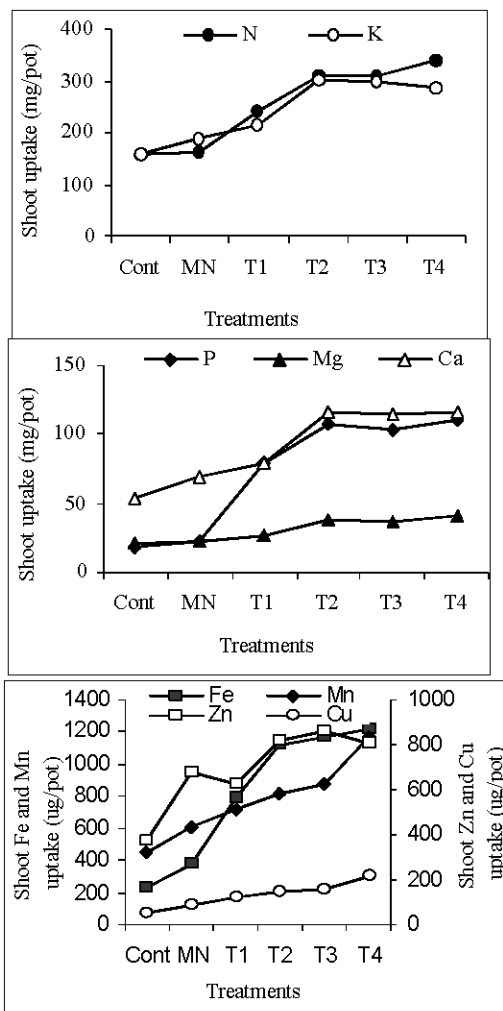 N K
400
300
200
100
0
Shoot uptake (mg/pot)
Cont MN T1 T2 T3 T4
Treatments
P Mg Ca
150
100
50
0
Shoot uptake (mg/pot)
Cont MN T1 T2 T3 T4
Treatments
Fe Mn
Zn Cu
1400
1200
1000
800
600
400
200
0
Shoot Fe and Mn
uptake (ug/pot)
1000
800
600
400
200
0
Shoot Zn and Cu
uptake (ug/pot)
Cont MN T1 T2 T3 T4
Treatments